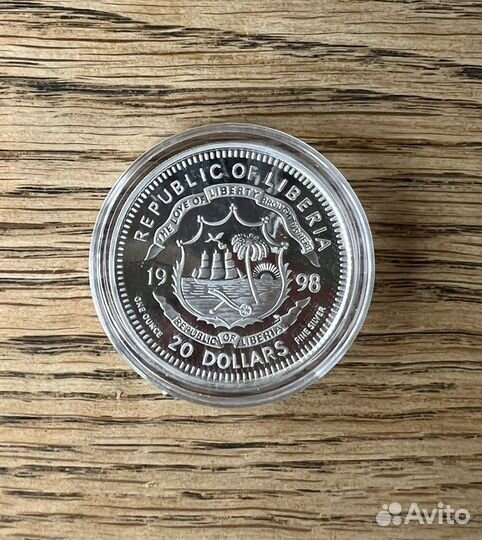 REPUBLIC OF LIBERIA
THE LOVE OF LIBERTY BROUGHT US HERE
19 98
ONE OUNCE FINE SILVER
REPUBLIC OF LIBERIA
20 DOLLARS
Avito